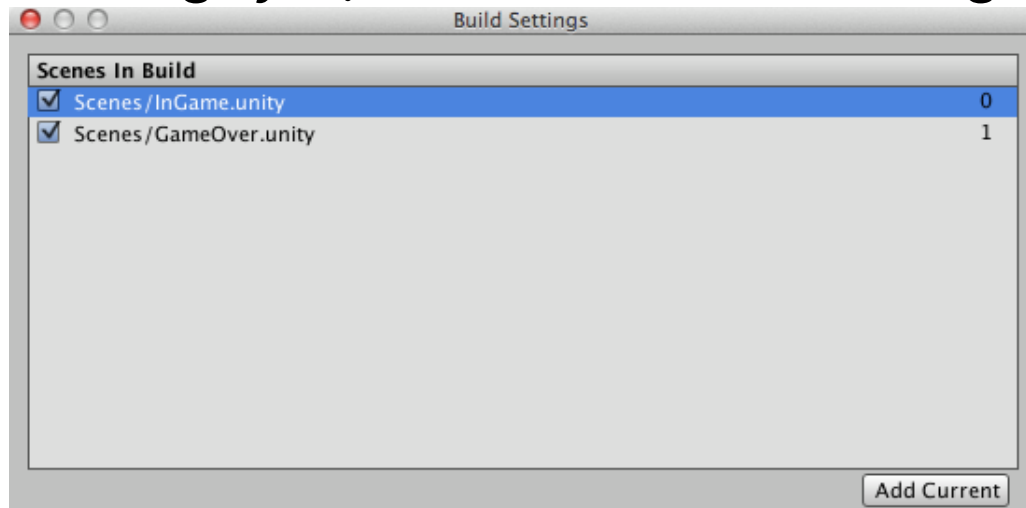 Build Settings
Scenes In Build
Scenes/InGame.unity 0
Scenes/GameOver.unity 1
Add Current